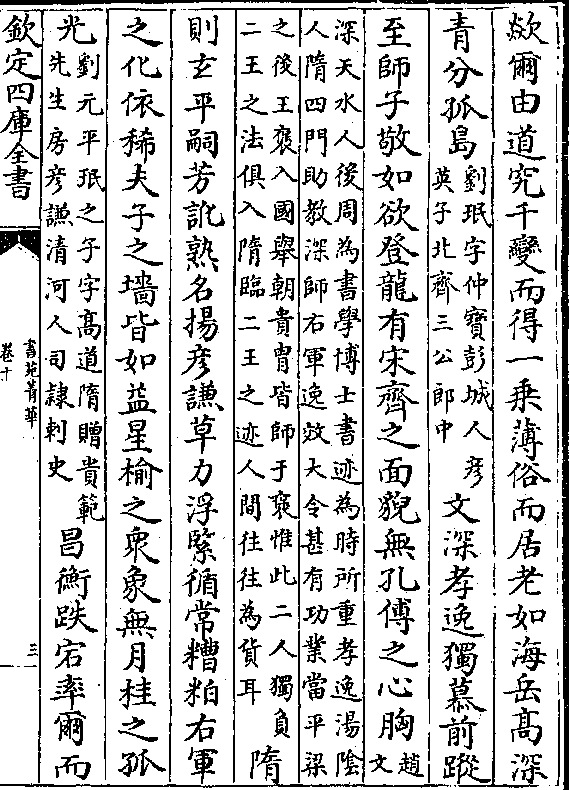 歘爾由道究千變而得一乗薄俗而居老如海岳髙深
青分孤島
劉珉字仲寳彭城人彦
英子北齊三公郎中
文深孝逸獨慕前蹤
至師子敬如欲登龍有宋齊之面貌無孔傅之心胸
趙
文
深天水人後周為書學博士書迹為時所重孝逸湯陰
人隋四門助教深師右軍逸效大令甚有功業當平梁
之後王褒入國舉朝貴胄皆師于褒惟此二人獨負
二王之法俱入隋臨二王之迹人間往往為貨耳
隋
則玄平嗣芳訛熟名揚彦謙草力浮緊循常糟粕右軍
之化依稀夫子之墻皆如益星榆之衆象無月桂之孤
光
劉元平珉之子字髙道隋贈貴範
先生房彦謙清河人司隷刺史
昌衡跌宕率爾而
欽定四庫全書
書苑菁華
卷十
三